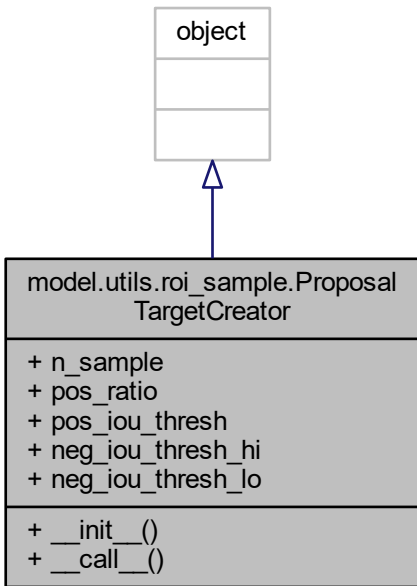 object
model.utils.roi_sample.Proposal
TargetCreator
+ n_sample
+ pos_ratio
+ pos_iou_thresh
+ neg_iou_thresh_hi
+ neg_iou_thresh_lo
+ __init__()
+ __call__()